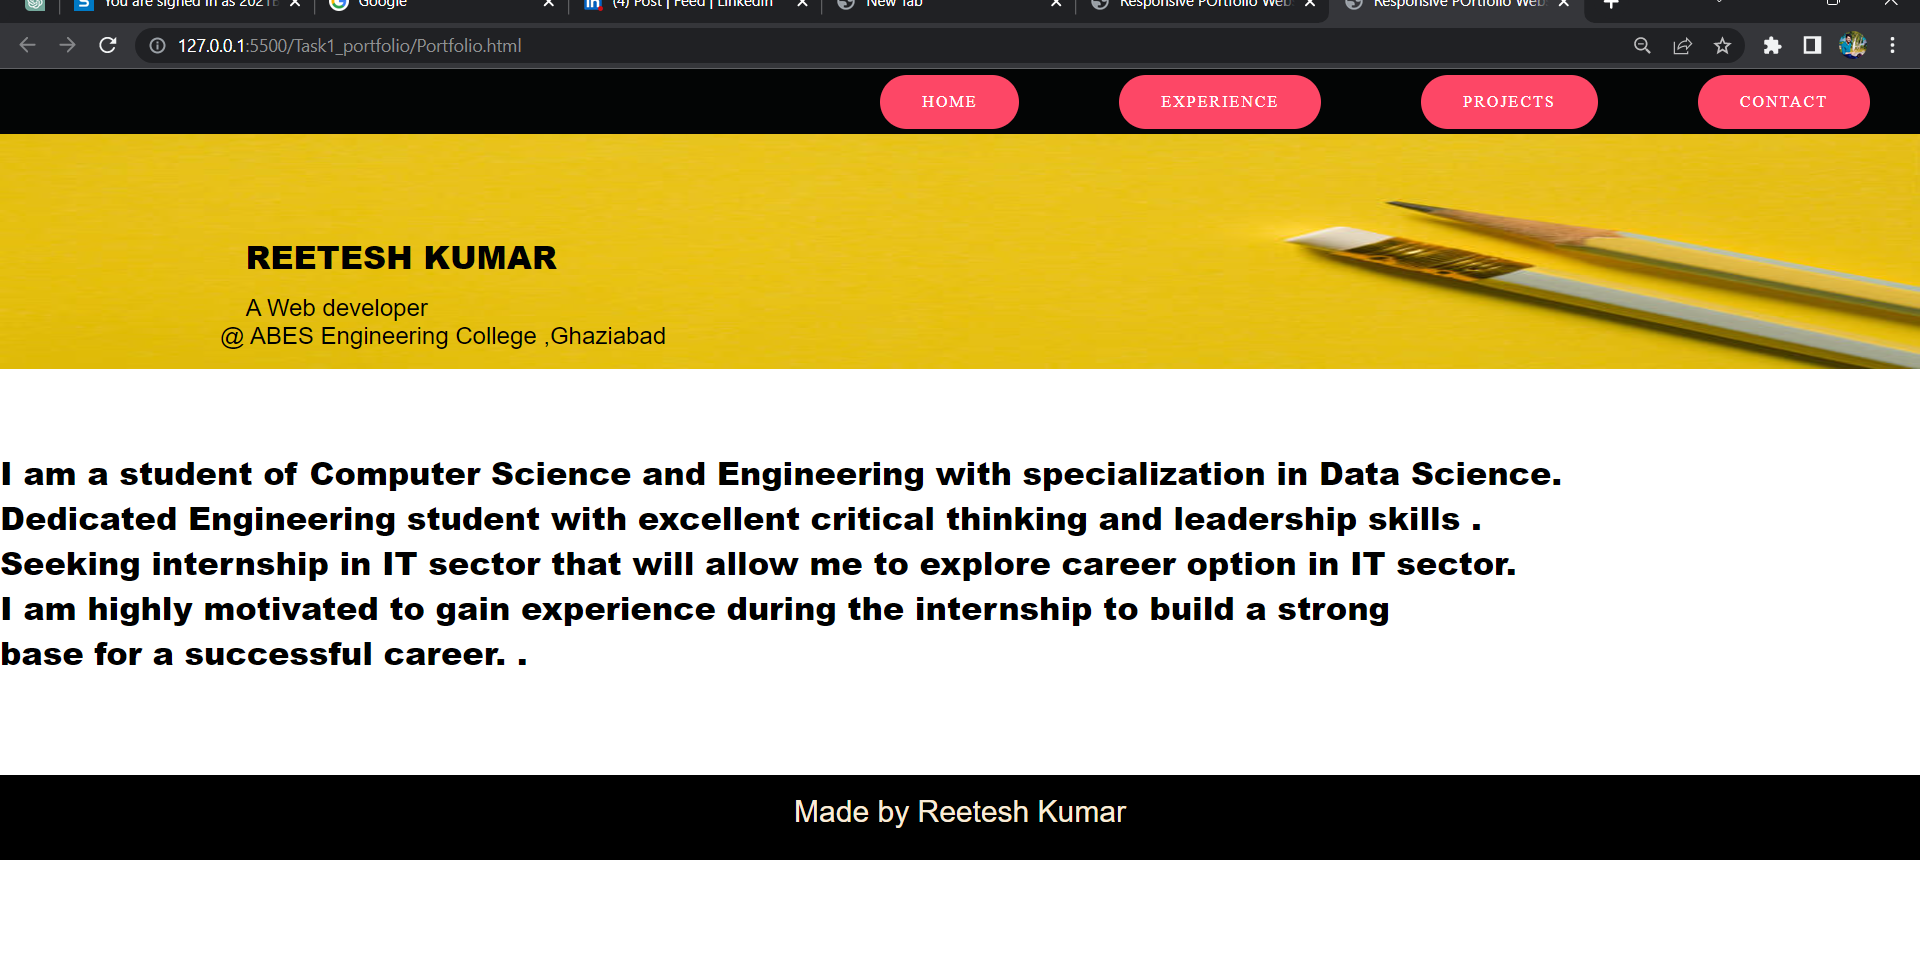 You are signed in as 2021
Google
(4) Post | Feed | LinkedIn
New Tab
Responsive POrtfolio Web
Responsive POrtfolio Web
127.0.0.1:5500/Task1_portfolio/Portfolio.html
HOME EXPERIENCE PROJECTS CONTACT
REETESH KUMAR
A Web developer
@ ABES Engineering College ,Ghaziabad
I am a student of Computer Science and Engineering with specialization in Data Science.
Dedicated Engineering student with excellent critical thinking and leadership skills .
Seeking internship in IT sector that will allow me to explore career option in IT sector.
I am highly motivated to gain experience during the internship to build a strong
base for a successful career. .
Made by Reetesh Kumar